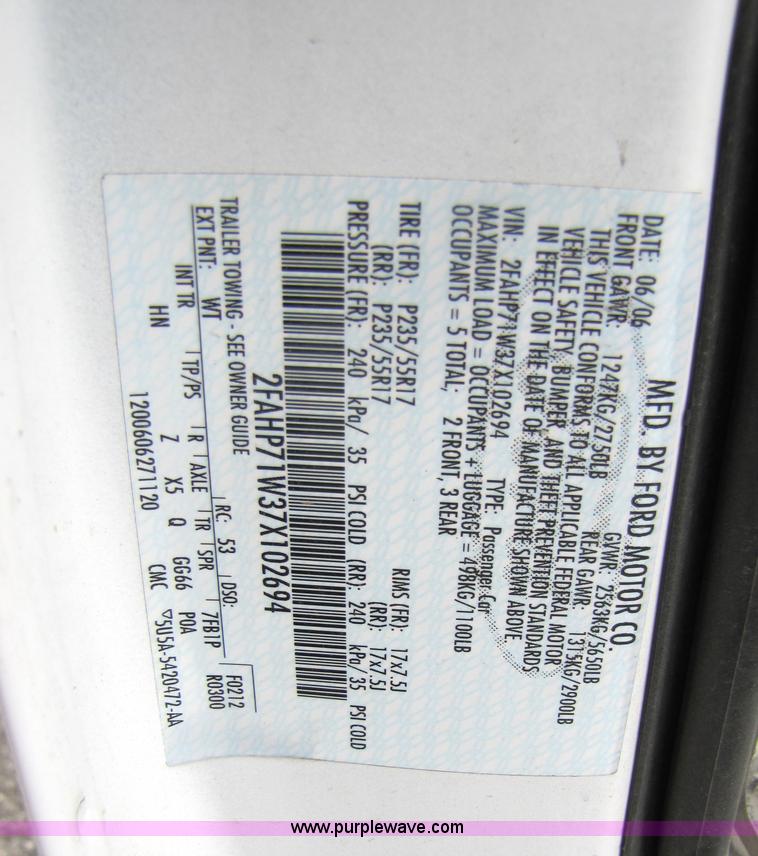 MFD. BY FORD MOTOR CO.
DATE: 06/06 GVWR: 2563KG/5650LB
FRONT GAWR: 1247KG/2750LB REAR GAWR: 1315KG/2900LB
THIS VEHICLE CONFORMS TO ALL APPLICABLE FEDERAL MOTOR
VEHICLE SAFETY, BUMPER, AND THEFT PREVENTION STANDARDS
IN EFFECT ON THE DATE OF MANUFACTURE SHOWN ABOVE.
VIN: 2FAHP71W37X102694 TYPE: Passenger Car
MAXIMUM LOAD = OCCUPANTS + LUGGAGE = 498KG/1100LB
OCCUPANTS = 5 TOTAL; 2 FRONT, 3 REAR
TIRE (FR): P235/55R17 RIMS (FR): 17x7.5J
(RR): P235/55R17 (RR): 17x7.5J
PRESSURE (FR): 240 kPa/ 35 PSI COLD (RR): 240 kPa/35 PSI COLD
2FAHP71W37X102694
TRAILER TOWING - SEE OWNER GUIDE
EXT PNT: WT RC: 53 DSO: F0212
7FB1P R0300
INT TR TP/PS R AXLE TR SPR
HN Z X5 Q GG66 POA
1200606271120 CMC ▽5U5A-5420472-AA
www.purplewave.com